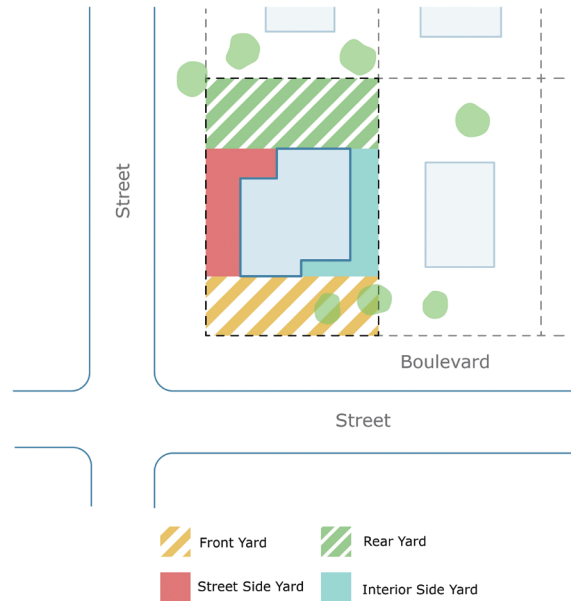 Street
Boulevard
Street
Front Yard
Rear Yard
Street Side Yard
Interior Side Yard